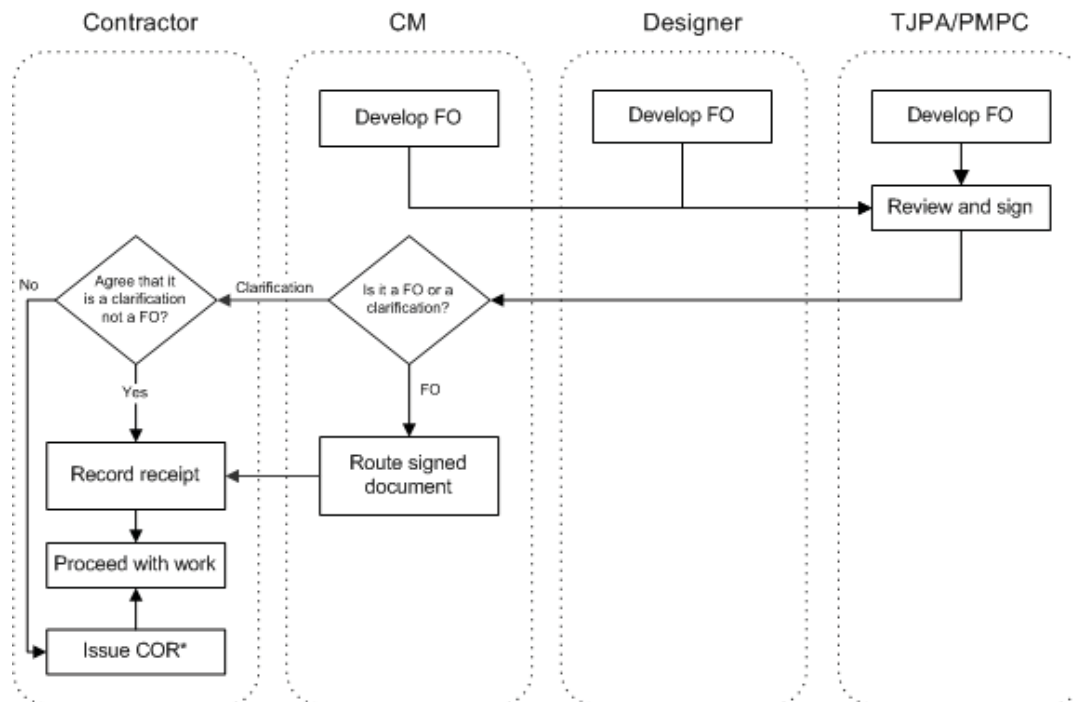 Contractor
CM
Designer
TJPA/PMPC
Develop FO
Develop FO
Develop FO
Review and sign
No
Agree that it
is a clarification
not a FO?
Clarification
Is it a FO or a
clarification?
Yes
FO
Record receipt
Route signed
document
Proceed with work
Issue COR*